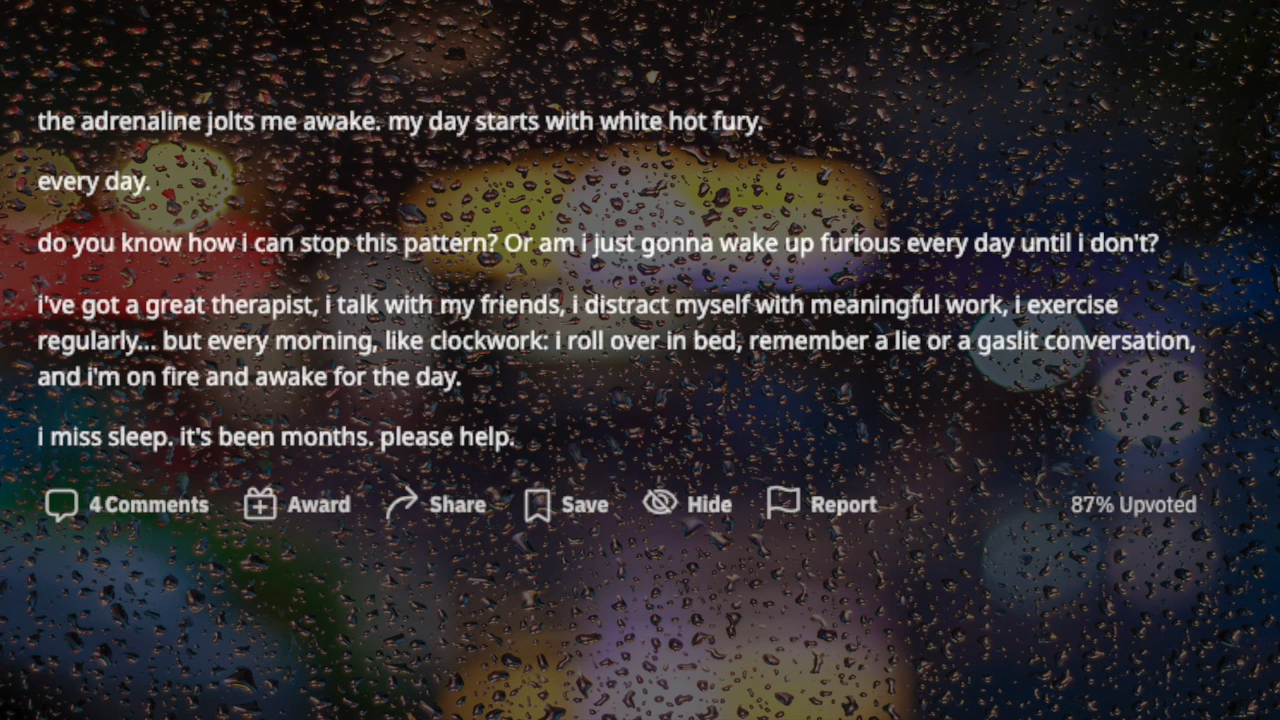 the adrenaline jolts me awake. my day starts with white hot fury.
every day.
do you know how i can stop this pattern? Or am i just gonna wake up furious every day until i don't?
i've got a great therapist, i talk with my friends, i distract myself with meaningful work, i exercise
regularly... but every morning, like clockwork: i roll over in bed, remember a lie or a gaslit conversation,
and i'm on fire and awake for the day.
i miss sleep. it's been months. please help.
4 Comments Award Share Save Hide Report 87% Upvoted